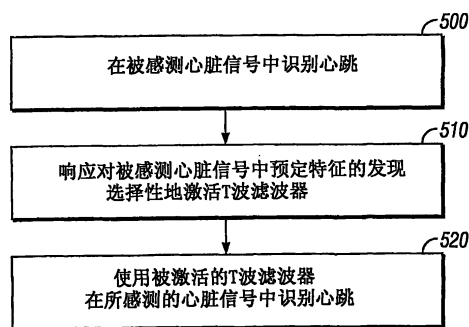 500
在被感测心脏信号中识别心跳
510
响应对被感测心脏信号中预定特征的发现
选择性地激活T波滤波器
520
使用被激活的T波滤波器
在所感测的心脏信号中识别心跳